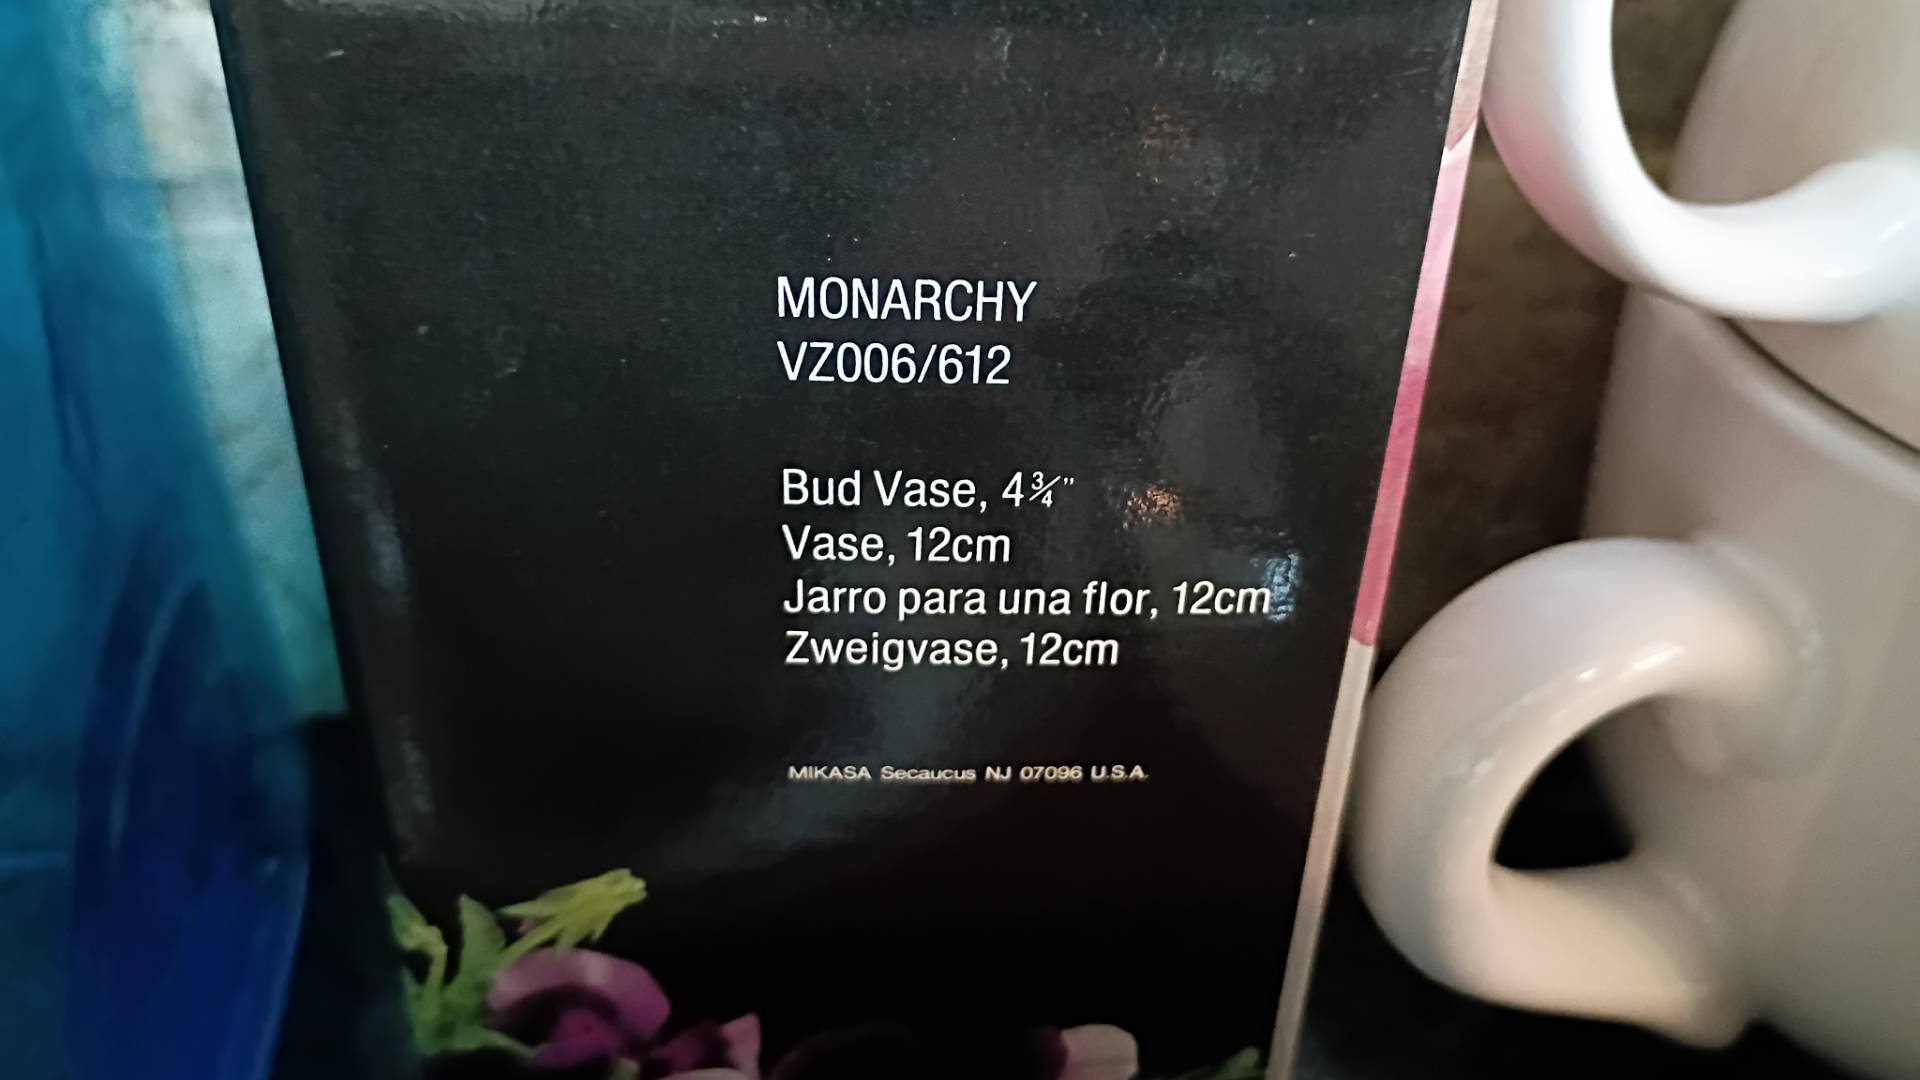 MONARCHY
VZ006/612
Bud Vase, 4¾"
Vase, 12cm
Jarro para una flor, 12cm
Zweigvase, 12cm
MIKASA Secaucus NJ 07096 U.S.A.